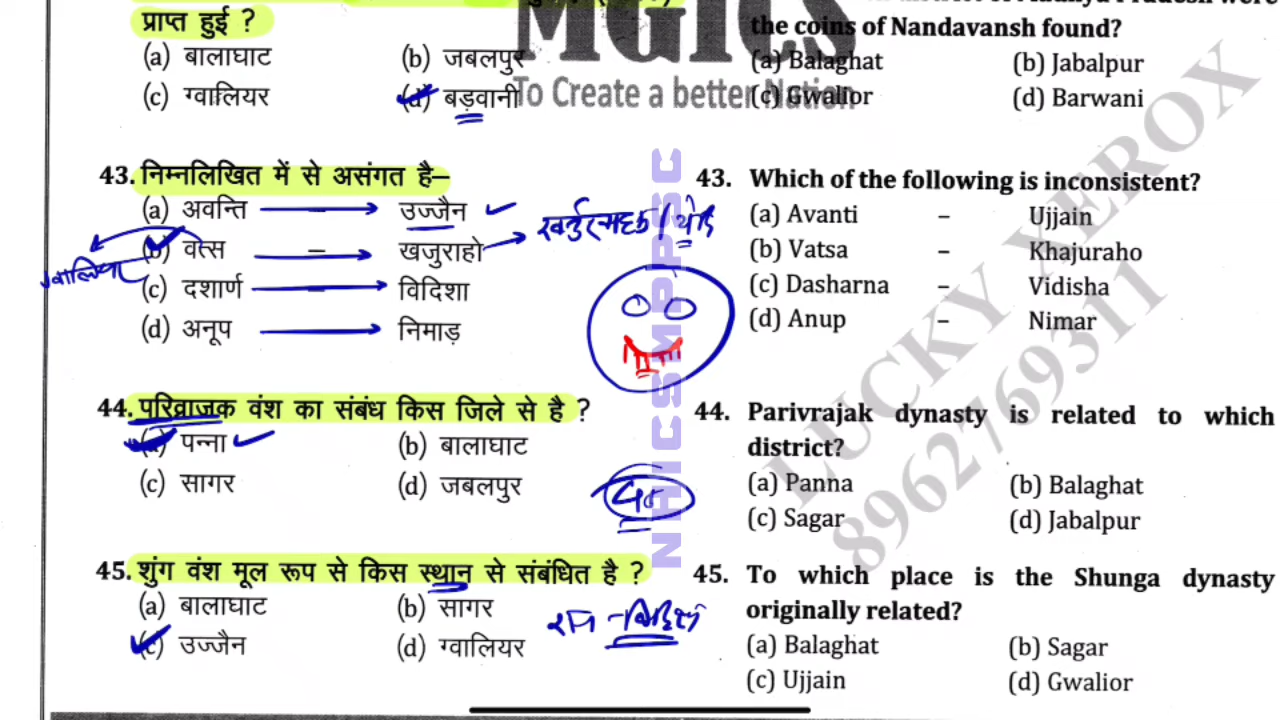 प्राप्त हुई ?
(a) बालाघाट (b) जबलपुर
(c) ग्वालियर (d) बड़वानी
43. निम्नलिखित में से असंगत है–
(a) अवन्ति – उज्जैन
(b) वत्स – खजुराहो
(c) दशार्ण – विदिशा
(d) अनूप – निमाड़
44. परिव्राजक वंश का संबंध किस जिले से है ?
(a) पन्ना (b) बालाघाट
(c) सागर (d) जबलपुर
45. शुंग वंश मूल रूप से किस स्थान से संबंधित है ?
(a) बालाघाट (b) सागर
(c) उज्जैन (d) ग्वालियर
MGICS
To Create a better Nation
NHICSMPPSC
the coins of Nandavansh found?
(a) Balaghat (b) Jabalpur
(c) Gwalior (d) Barwani
43. Which of the following is inconsistent?
(a) Avanti – Ujjain
(b) Vatsa – Khajuraho
(c) Dasharna – Vidisha
(d) Anup – Nimar
44. Parivrajak dynasty is related to which
district?
(a) Panna (b) Balaghat
(c) Sagar (d) Jabalpur
45. To which place is the Shunga dynasty
originally related?
(a) Balaghat (b) Sagar
(c) Ujjain (d) Gwalior
LUCKY XEROX
8962769311